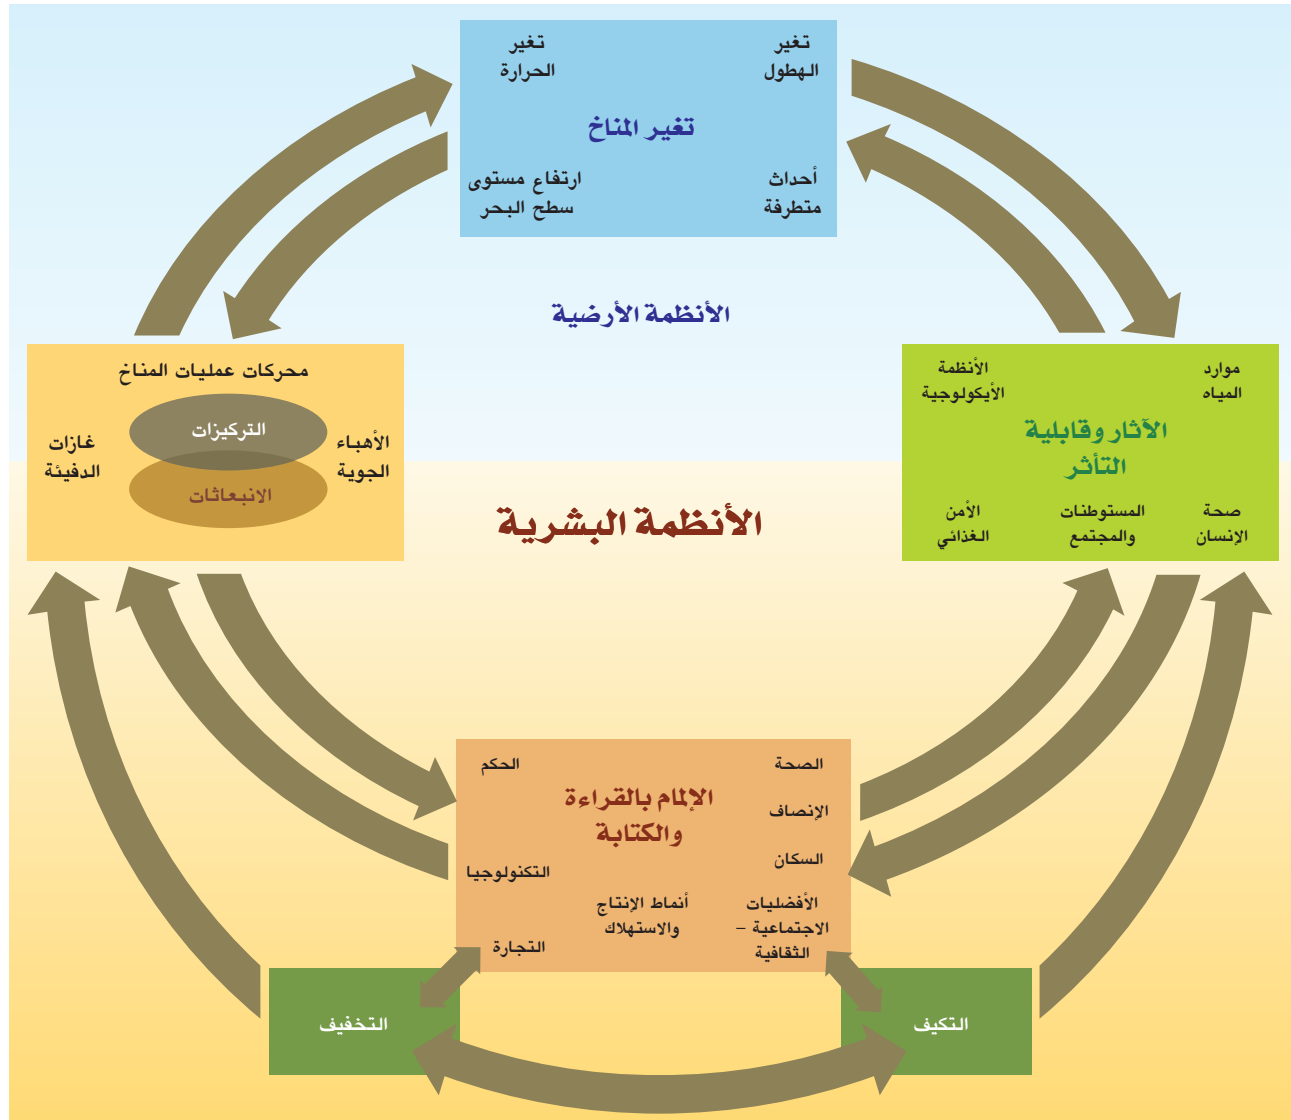 تغير
الهطول
تغير
الحرارة
تغير المناخ
أحداث
متطرفة
ارتفاع مستوى
سطح البحر
الأنظمة الأرضية
موارد
المياه
الأنظمة
الأيكولوجية
الآثار وقابلية
التأثر
صحة
الإنسان
المستوطنات
والمجتمع
الأمن
الغذائي
محركات عمليات المناخ
الأهباء
الجوية
التركيزات
الانبعاثات
غازات
الدفيئة
الأنظمة البشرية
الصحة
الحكم
الإلمام بالقراءة
والكتابة
الإنصاف
السكان
التكنولوجيا
الأفضليات
الاجتماعية –
الثقافية
أنماط الإنتاج
والاستهلاك
التجارة
التكيف
التخفيف